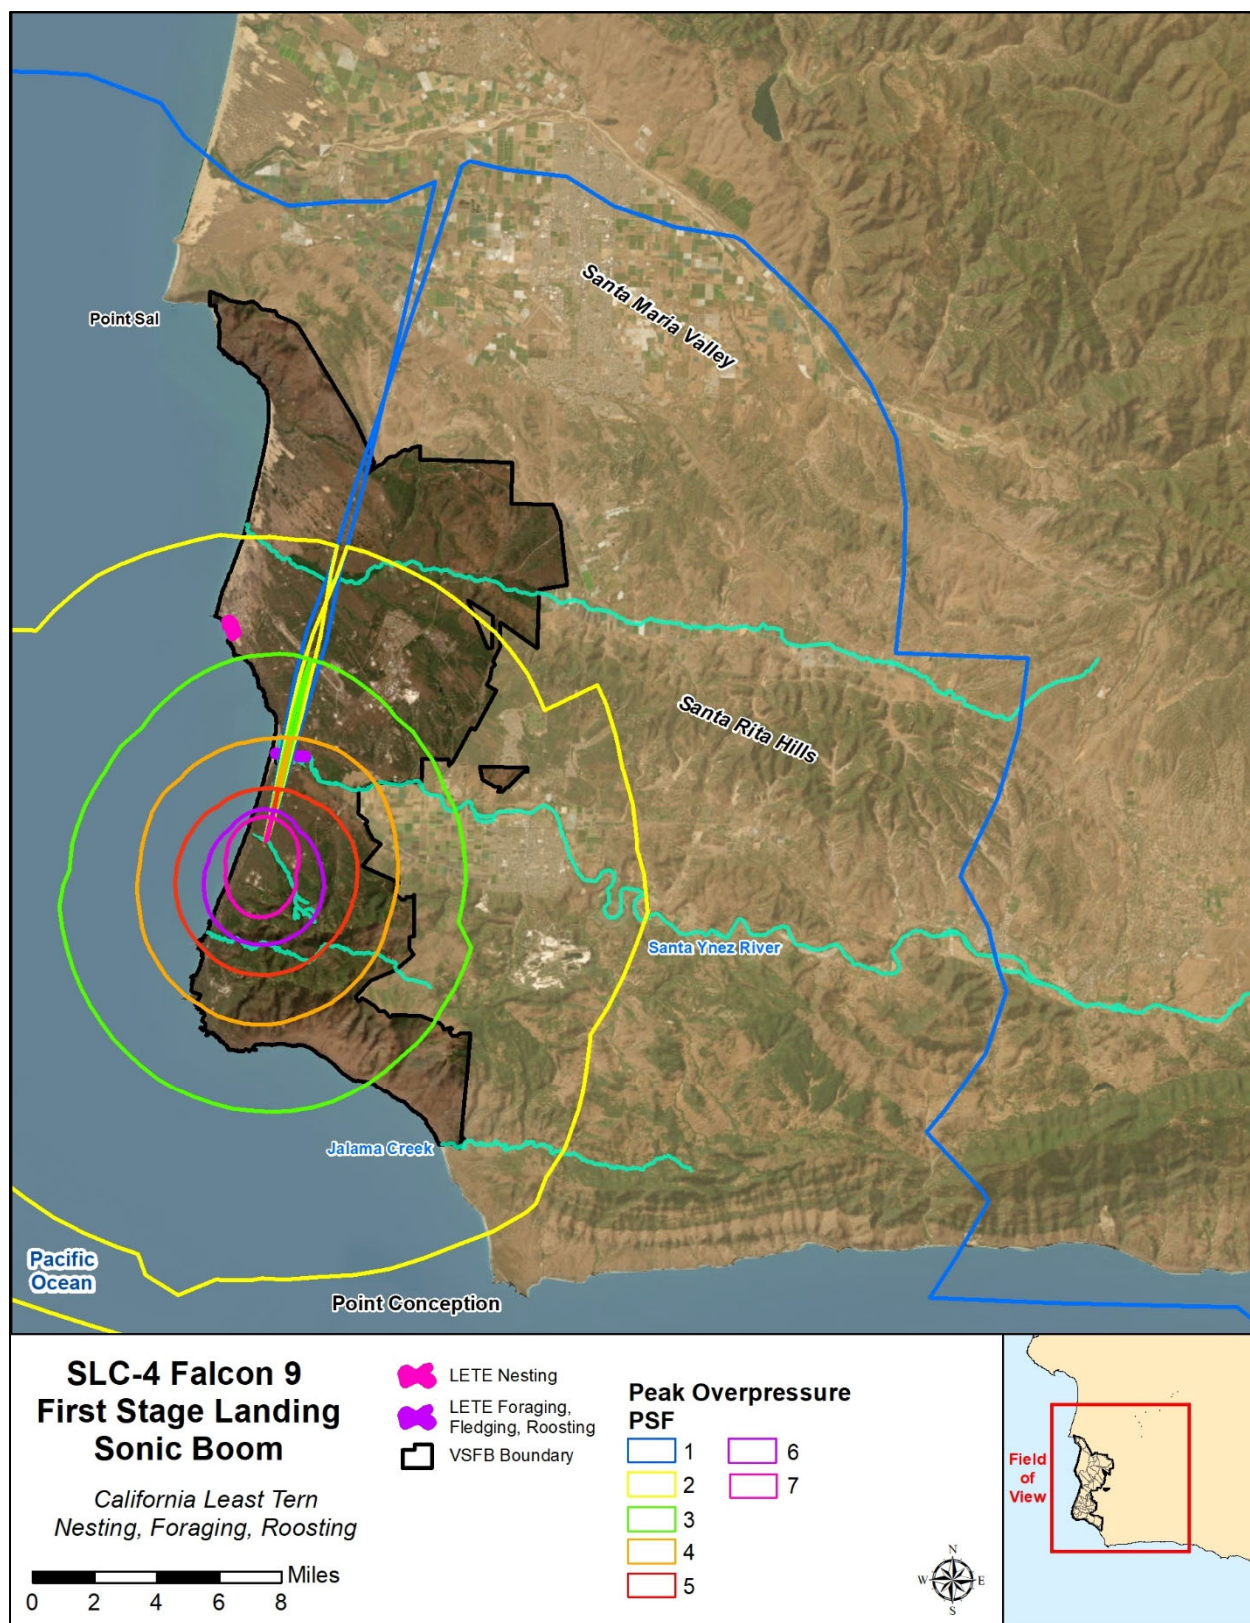 Point Sal
Santa Maria Valley
Santa Rita Hills
Santa Ynez River
Jalama Creek
Pacific
Ocean
Point Conception
SLC-4 Falcon 9
First Stage Landing
Sonic Boom
California Least Tern
Nesting, Foraging, Roosting
Miles
0 2 4 6 8
LETE Nesting
LETE Foraging,
Fledging, Roosting
VSFB Boundary
Peak Overpressure
PSF
1
2
3
4
5
6
7
N
W E
S
Field
of
View